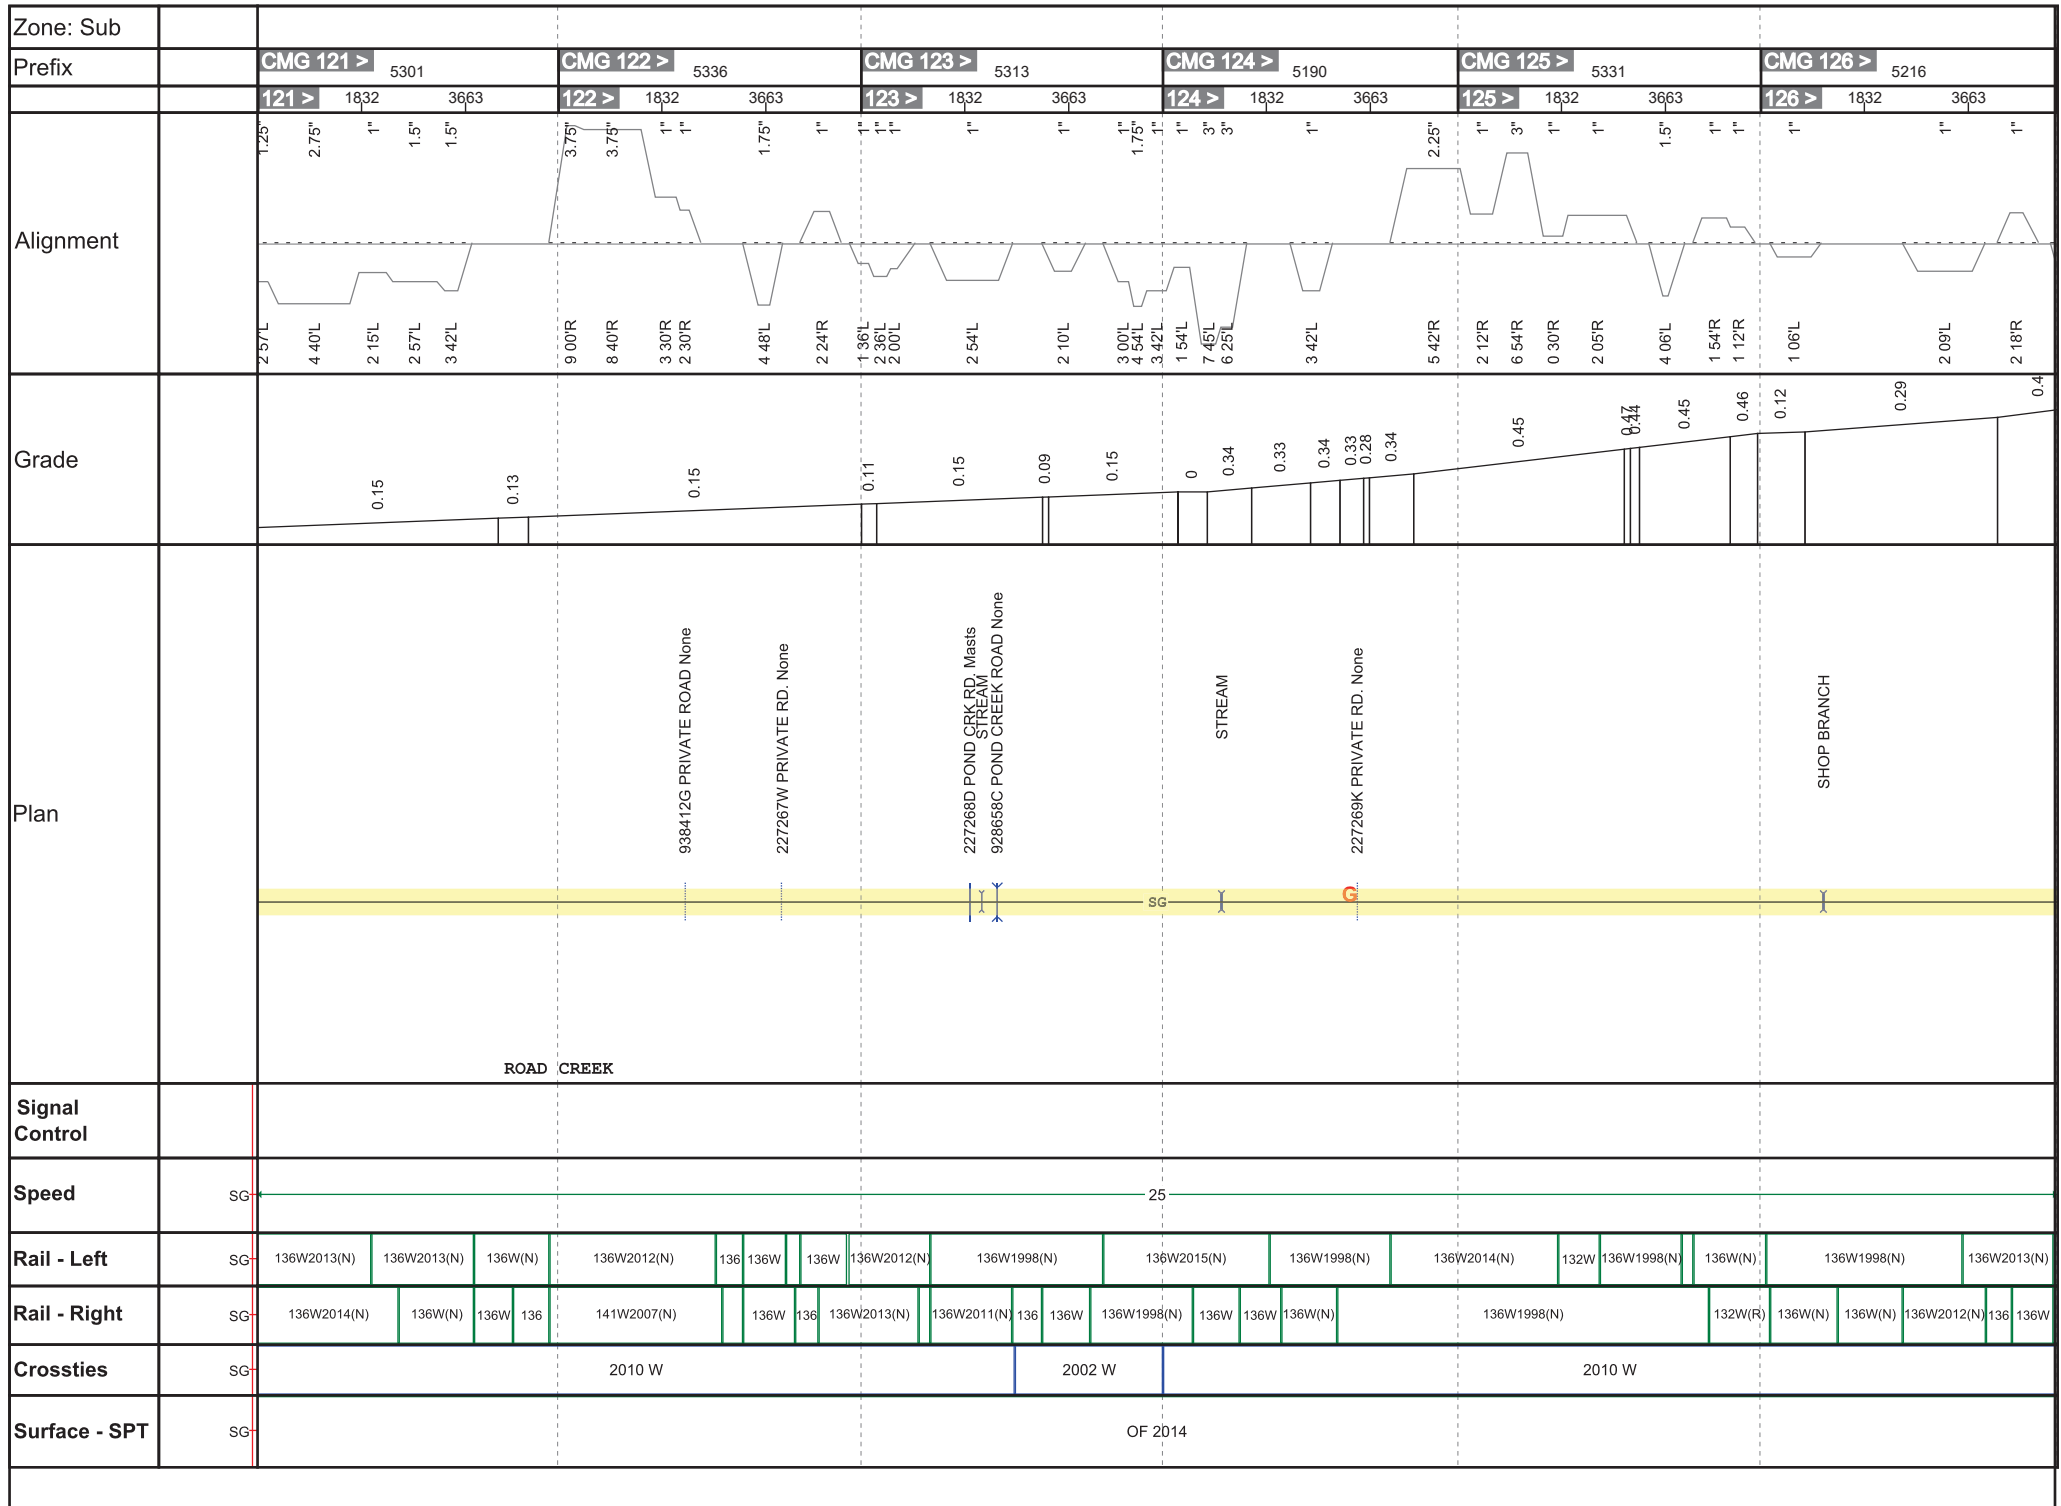 Zone: Sub
Prefix
CMG 121 > 5301 CMG 122 > 5336 CMG 123 > 5313 CMG 124 > 5190 CMG 125 > 5331 CMG 126 > 5216
121 > 1832 3663 122 > 1832 3663 123 > 1832 3663 124 > 1832 3663 125 > 1832 3663 126 > 1832 3663
Alignment
1.25" 2.75" 1" 1.5" 1.5" 3.75" 3.75" 1" 1" 1.75" 1" 1" 1" 1" 1" 1" 1" 1.75" 1" 1" 3" 3" 1" 2.25" 1" 3" 1" 1" 1.5" 1" 1" 1" 1" 1"
2 57'L 4 40'L 2 15'L 2 57'L 3 42'L 9 00'R 8 40'R 3 30'R 2 30'R 4 48'L 2 24'R 1 36'L 2 36'L 2 00'L 2 54'L 2 10'L 3 00'L 4 54'L 3 42'L 1 54'L 7 45'L 6 25'L 3 42'L 5 42'R 2 12'R 6 54'R 0 30'R 2 05'R 4 06'L 1 54'R 1 12'R 1 06'L 2 09'L 2 18'R
Grade
0.15 0.13 0.15 0.11 0.15 0.09 0.15 0 0.34 0.33 0.34 0.33 0.28 0.34 0.45 0.47 0.44 0.45 0.46 0.12 0.29 0.4
Plan
938412G PRIVATE ROAD None
227267W PRIVATE RD. None
227268D POND CRK RD. Masts
STREAM
928658C POND CREEK ROAD None
STREAM
227269K PRIVATE RD. None
SHOP BRANCH
SG
G
ROAD CREEK
Signal
Control
Speed SG 25
Rail - Left SG 136W2013(N) 136W2013(N) 136W(N) 136W2012(N) 136 136W 136W 136W2012(N) 136W1998(N) 136W2015(N) 136W1998(N) 136W2014(N) 132W 136W1998(N) 136W(N) 136W1998(N) 136W2013(N)
Rail - Right SG 136W2014(N) 136W(N) 136W 136 141W2007(N) 136W 136 136W2013(N) 136W2011(N) 136 136W 136W1998(N) 136W 136W 136W(N) 136W1998(N) 132W(R) 136W(N) 136W(N) 136W2012(N) 136 136W
Crossties SG 2010 W 2002 W 2010 W
Surface - SPT SG OF 2014